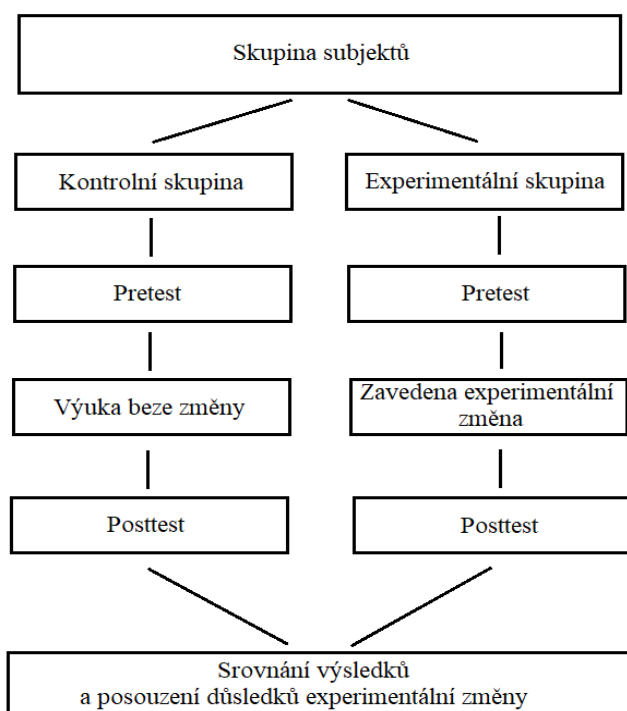 Skupina subjektů
Kontrolní skupina
Experimentální skupina
Pretest
Pretest
Výuka beze změny
Zavedena experimentální
změna
Posttest
Posttest
Srovnání výsledků
a posouzení důsledků experimentální změny